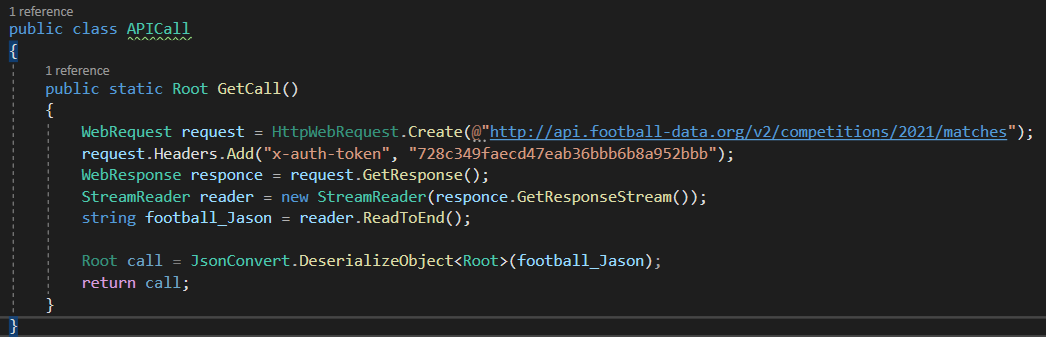 1 reference
public class APICall
{
1 reference
public static Root GetCall()
{
WebRequest request = HttpWebRequest.Create(@"http://api.football-data.org/v2/competitions/2021/matches");
request.Headers.Add("x-auth-token", "728c349faecd47eab36bbb6b8a952bbb");
WebResponse responce = request.GetResponse();
StreamReader reader = new StreamReader(responce.GetResponseStream());
string football_Jason = reader.ReadToEnd();
Root call = JsonConvert.DeserializeObject<Root>(football_Jason);
return call;
}
}